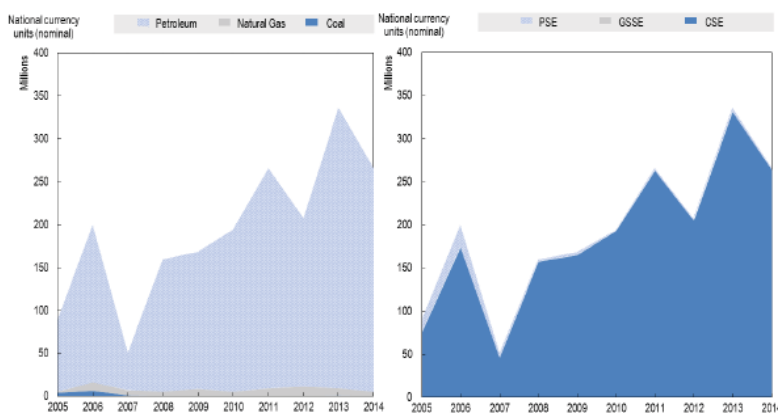 National currency
units (nominal)
Petroleum Natural Gas Coal
Millions
400
350
300
250
200
150
100
50
0
2005 2006 2007 2008 2009 2010 2011 2012 2013 2014
National currency
units (nominal)
PSE GSSE CSE
Millions
400
350
300
250
200
150
100
50
0
2005 2006 2007 2008 2009 2010 2011 2012 2013 2014